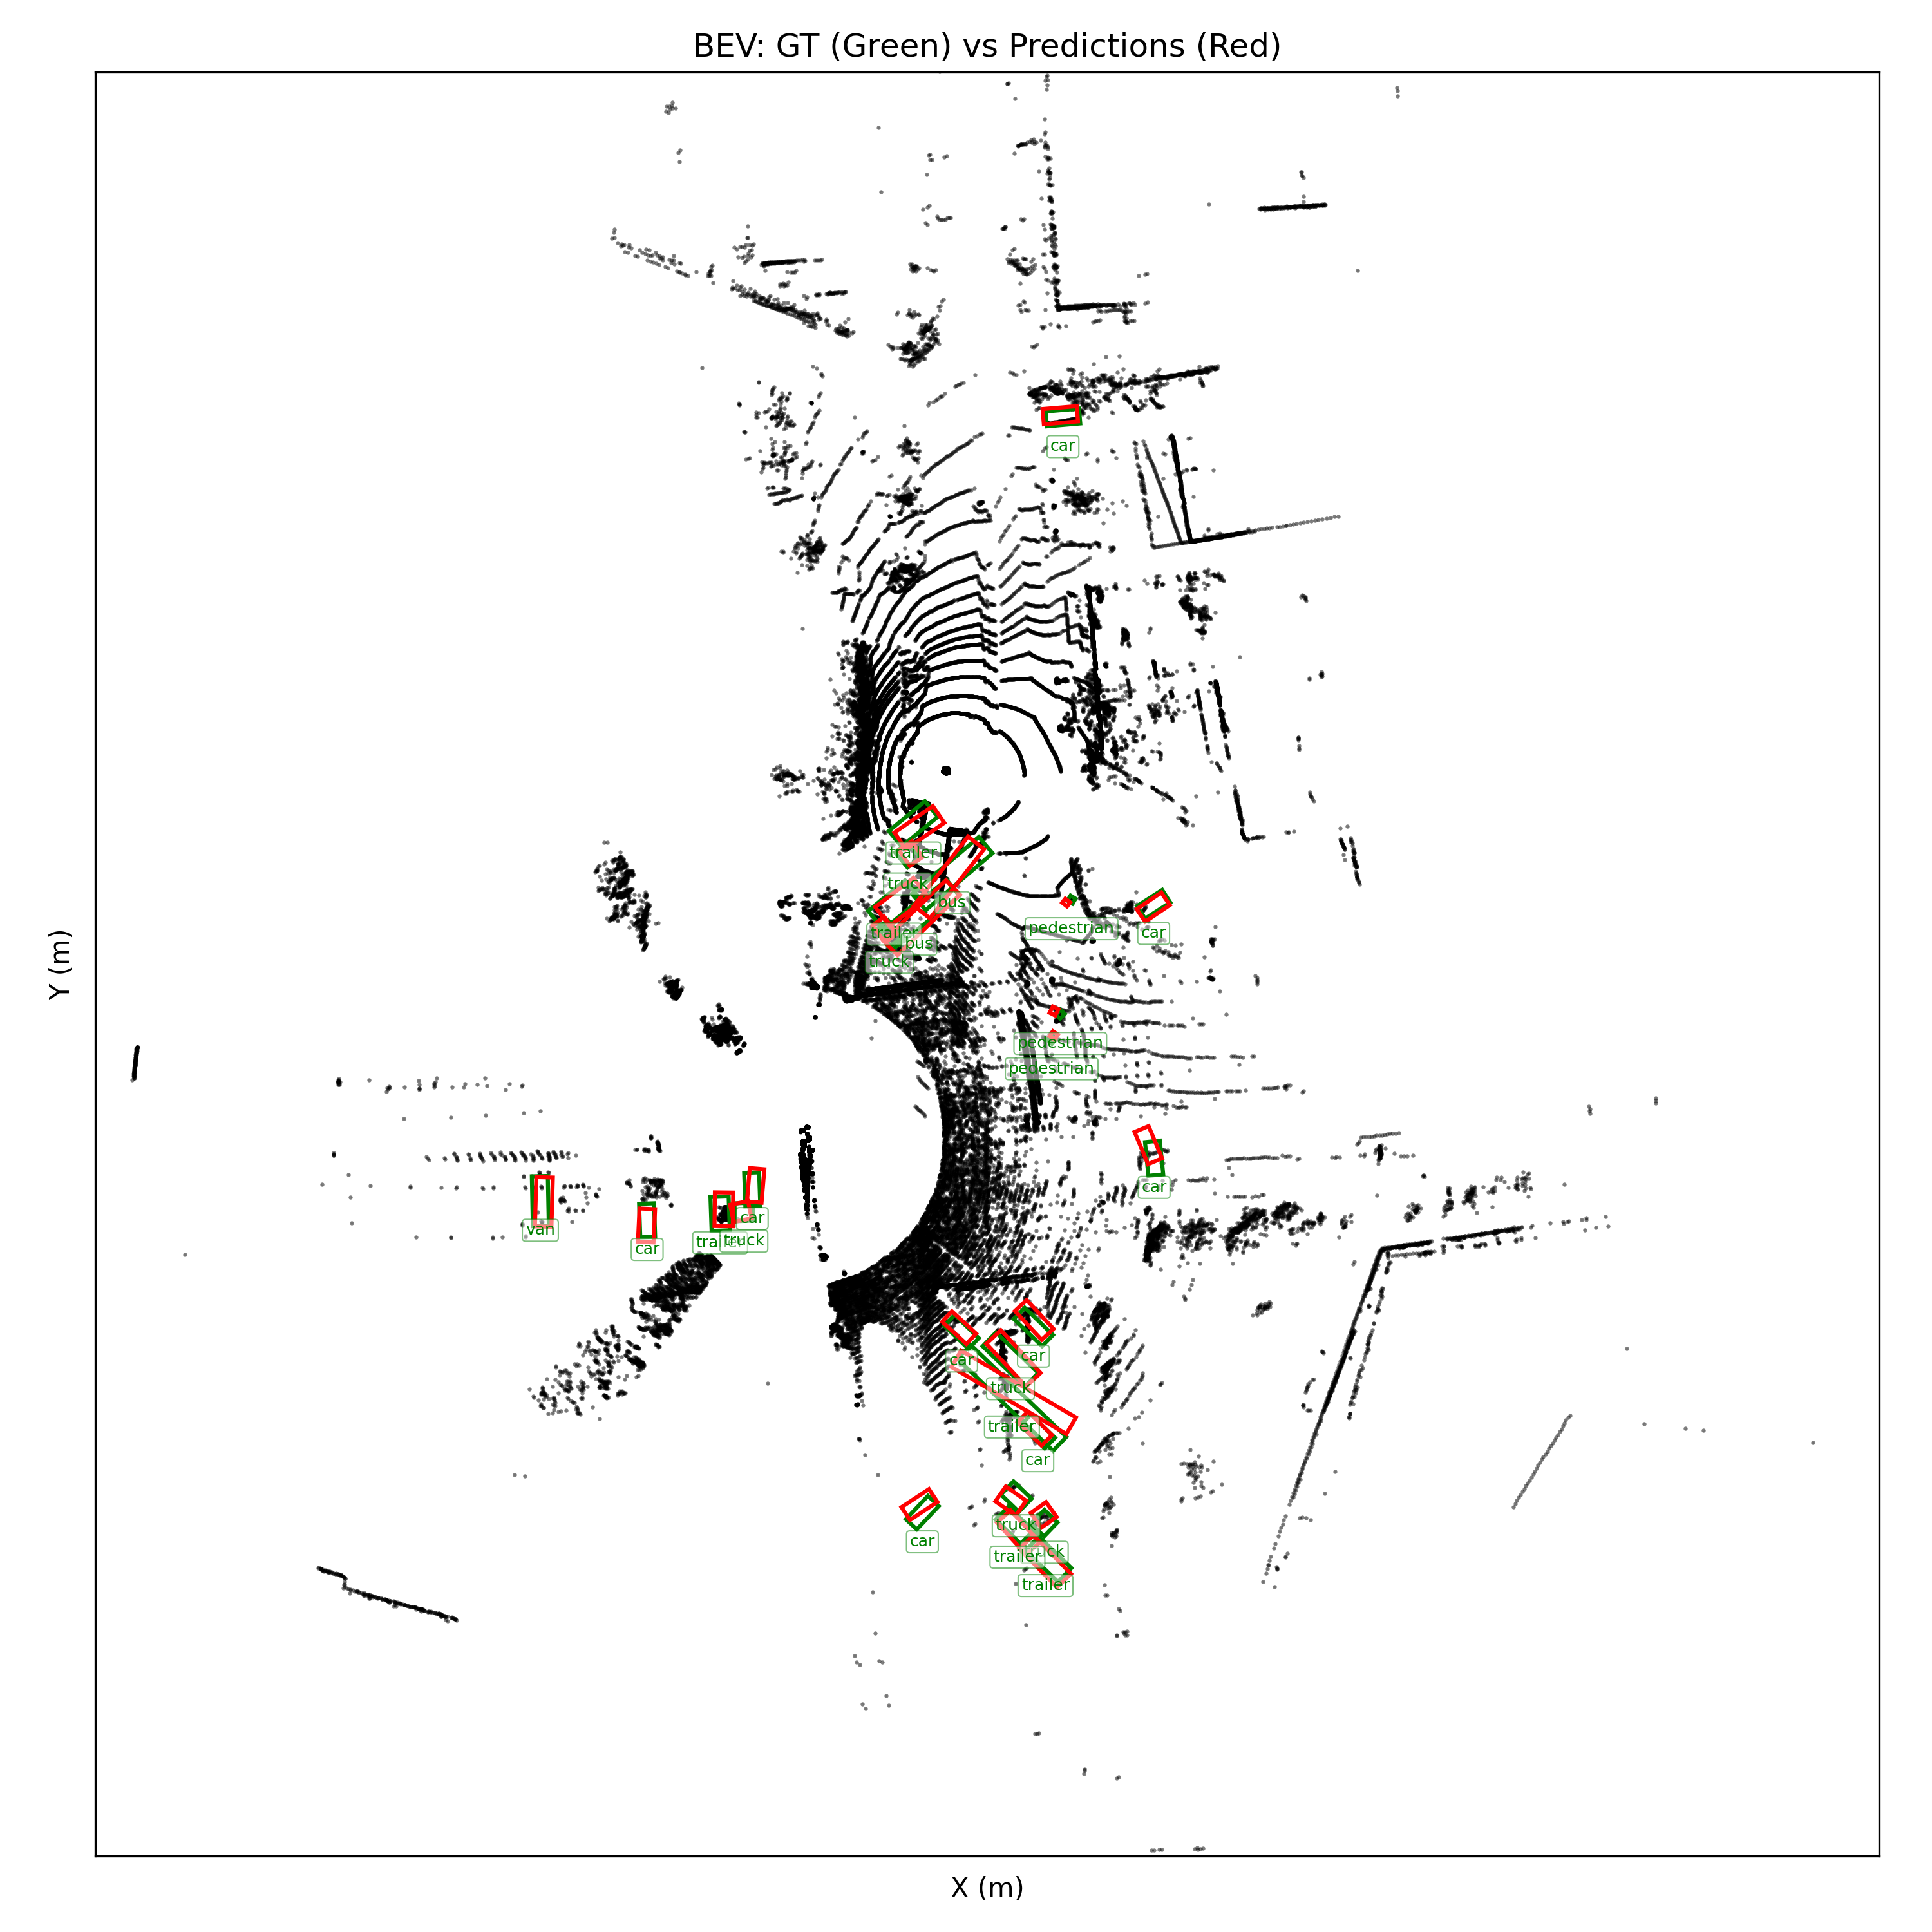 BEV: GT (Green) vs Predictions (Red)
car
trailer
truck
bus
pedestrian
car
trailer
bus
truck
pedestrian
pedestrian
car
van
car
car
trailer
truck
car
car
truck
trailer
car
truck
car
trailer
trailer
Y (m)
X (m)